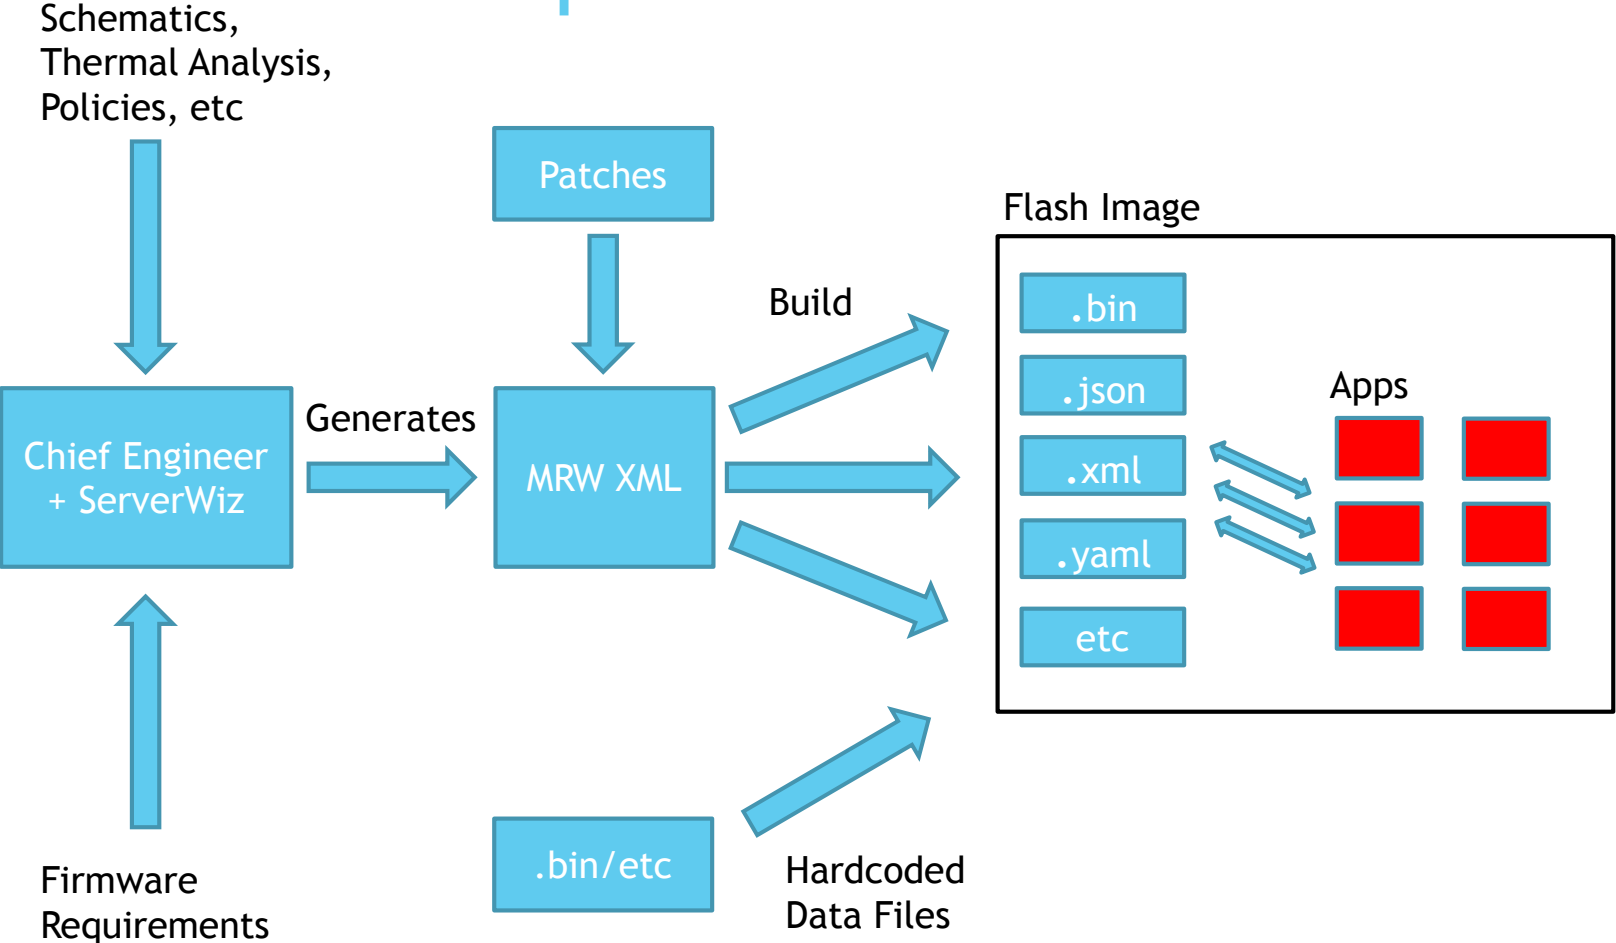 Schematics,
Thermal Analysis,
Policies, etc
Patches
Flash Image
Build
.bin
.json
Apps
Generates
Chief Engineer
+ ServerWiz
MRW XML
.xml
.yaml
etc
.bin/etc
Hardcoded
Data Files
Firmware
Requirements